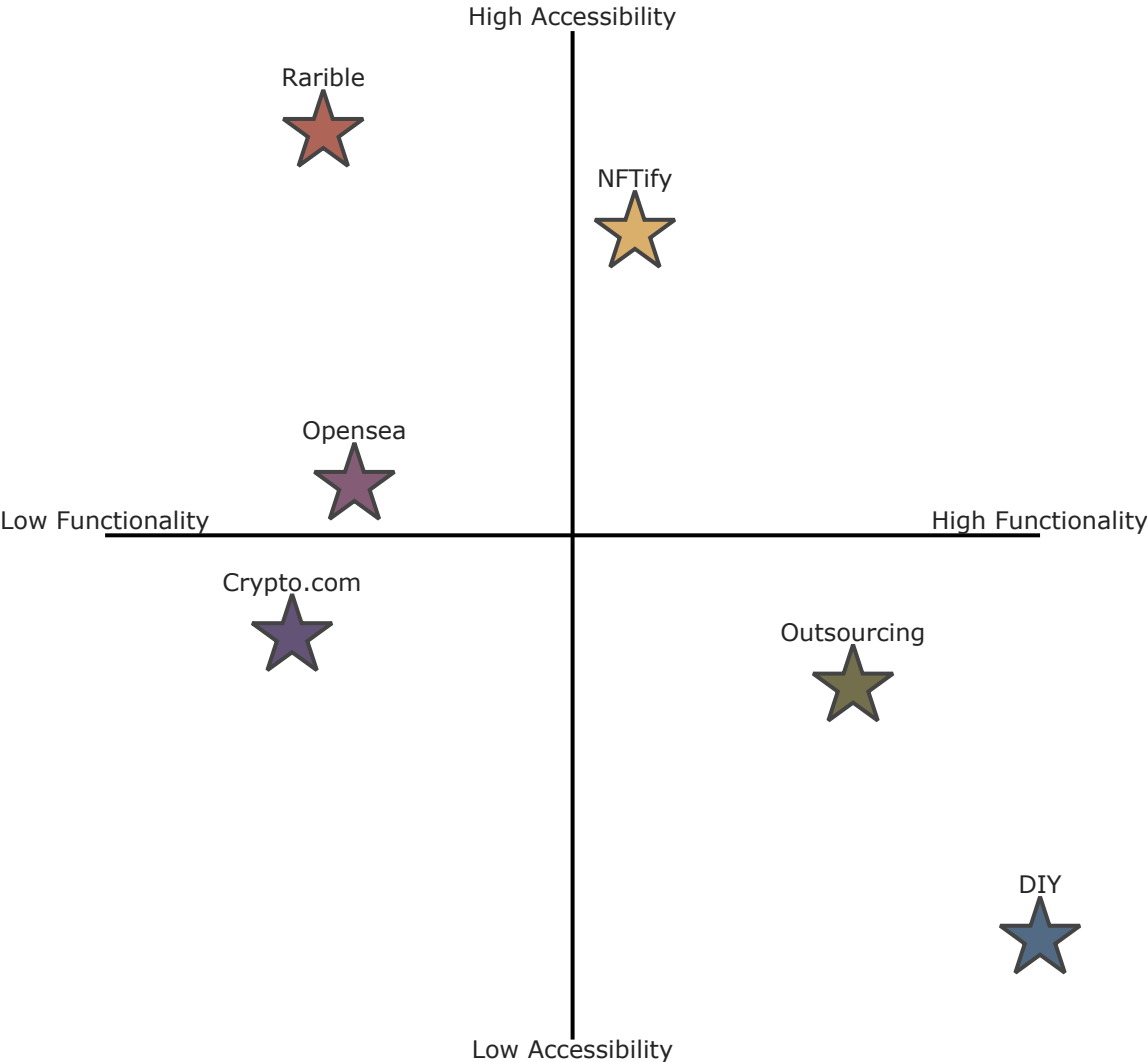 High Accessibility
Rarible
NFTify
Opensea
Low Functionality
High Functionality
Crypto.com
Outsourcing
DIY
Low Accessibility